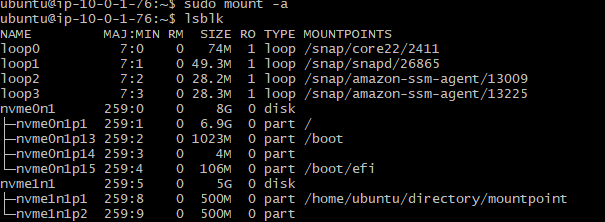 ubuntu@ip-10-0-1-76:~$ sudo mount -a
ubuntu@ip-10-0-1-76:~$ lsblk
NAME         MAJ:MIN RM  SIZE RO TYPE MOUNTPOINTS
loop0          7:0    0   74M  1 loop /snap/core22/2411
loop1          7:1    0 49.3M  1 loop /snap/snapd/26865
loop2          7:2    0 28.2M  1 loop /snap/amazon-ssm-agent/13009
loop3          7:3    0 28.2M  1 loop /snap/amazon-ssm-agent/13225
nvme0n1      259:0    0    8G  0 disk
├─nvme0n1p1  259:1    0  6.9G  0 part /
├─nvme0n1p13 259:2    0 1023M  0 part /boot
├─nvme0n1p14 259:3    0    4M  0 part
└─nvme0n1p15 259:4    0  106M  0 part /boot/efi
nvme1n1      259:5    0    5G  0 disk
├─nvme1n1p1  259:8    0  500M  0 part /home/ubuntu/directory/mountpoint
└─nvme1n1p2  259:9    0  500M  0 part